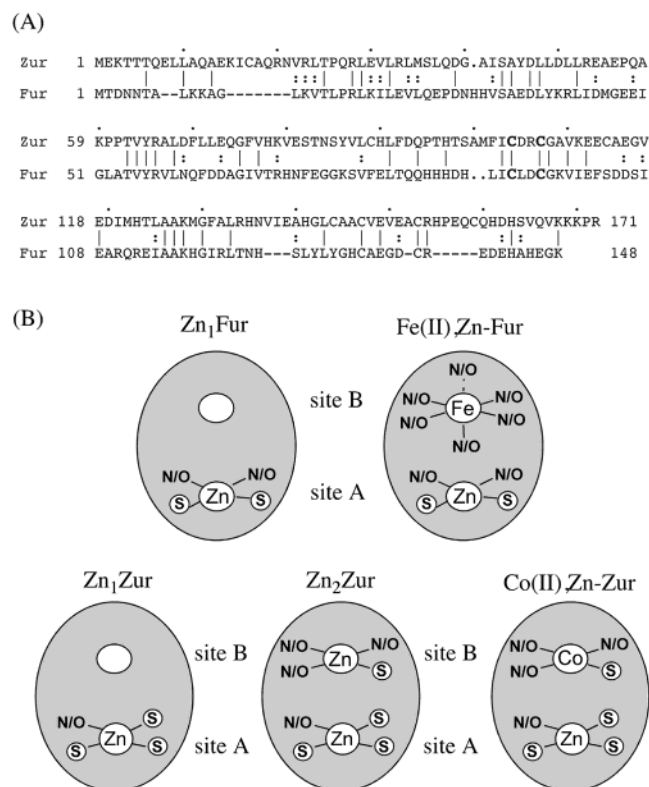 (A)
Zur 1 MEKTTTQELLAQAEKICAQRNVRLTPQRLEVLRLMSLQDG.AISAYDLLDLLREAEPQA
Fur 1 MTDNNTA--LKKAG-------LKVTLPRLKILEVLQEPDNHHVSAEDLYKRLIDMGEEI
Zur 59 KPPTVYRALDFLLEQGFVHKVESTNSYVLCHLFDQPTHTSAMFICDRCGAVKEECAEGV
Fur 51 GLATVYRVLNQFDDAGIVTRHNFEGGKSVFELTQQHHHDH..LICLDCGKVIEFSDDSI
Zur 118 EDIMHTLAAKMGFALRHNVIEAHGLCAACVEVEACRHPEQCQHDHSVQVKKKPR 171
Fur 108 EARQREIAAKHGIRLTNH---SLYLYGHCAEGD-CR-----EDEHAHEGK 148
(B)
Zn1Fur Fe(II),Zn-Fur
N/O
N/O Fe N/O
N/O N/O
N/O
site B
N/O N/O
S Zn S
site A
N/O N/O
S Zn S
Zn1Zur Zn2Zur Co(II),Zn-Zur
site B
N/O N/O
Zn
N/O S
site B
N/O N/O
Co
N/O S
N/O S
Zn
S S
site A
N/O S
Zn
S S
site A
N/O S
Zn
S S